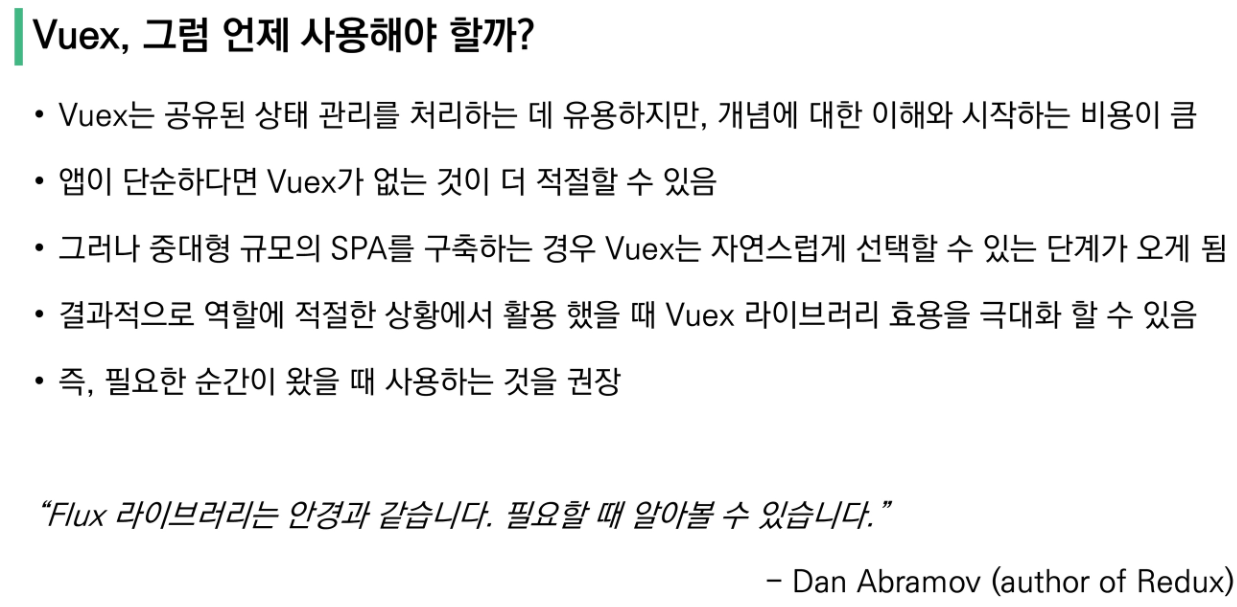 Vuex, 그럼 언제 사용해야 할까?
• Vuex는 공유된 상태 관리를 처리하는 데 유용하지만, 개념에 대한 이해와 시작하는 비용이 큼
• 앱이 단순하다면 Vuex가 없는 것이 더 적절할 수 있음
• 그러나 중대형 규모의 SPA를 구축하는 경우 Vuex는 자연스럽게 선택할 수 있는 단계가 오게 됨
• 결과적으로 역할에 적절한 상황에서 활용 했을 때 Vuex 라이브러리 효용을 극대화 할 수 있음
• 즉, 필요한 순간이 왔을 때 사용하는 것을 권장
“Flux 라이브러리는 안경과 같습니다. 필요할 때 알아볼 수 있습니다.”
– Dan Abramov (author of Redux)